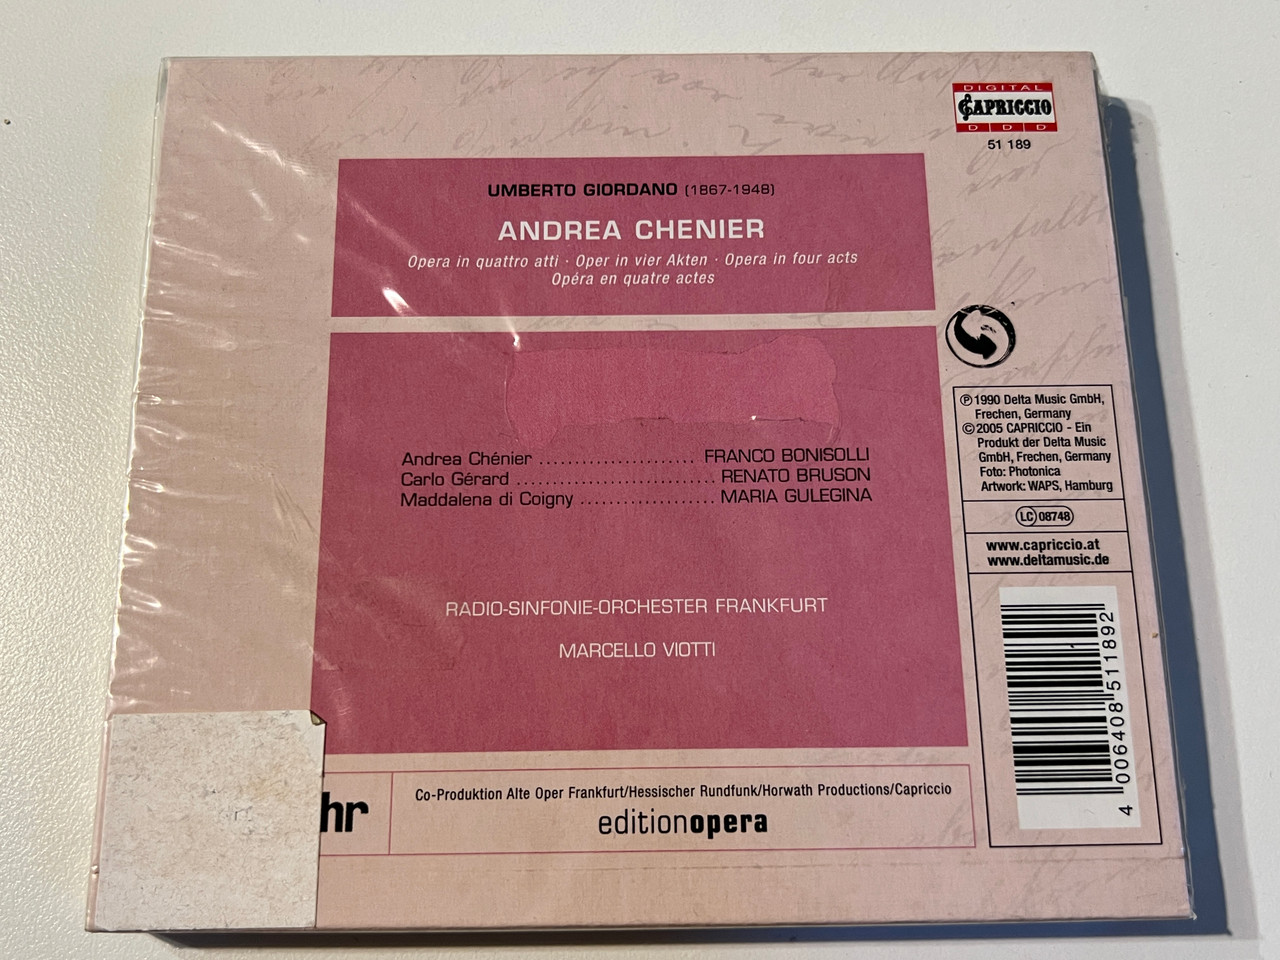 DIGITAL
CAPRICCIO
D D D
51 189
UMBERTO GIORDANO (1867-1948)
ANDREA CHENIER
Opera in quattro atti · Oper in vier Akten · Opera in four acts
Opéra en quatre actes
Andrea Chénier ...................... FRANCO BONISOLLI
Carlo Gérard ............................ RENATO BRUSON
Maddalena di Coigny ................... MARIA GULEGINA
RADIO-SINFONIE-ORCHESTER FRANKFURT
MARCELLO VIOTTI
℗ 1990 Delta Music GmbH,
Frechen, Germany
© 2005 CAPRICCIO - Ein
Produkt der Delta Music
GmbH, Frechen, Germany
Foto: Photonica
Artwork: WAPS, Hamburg
LC 08748
www.capriccio.at
www.deltamusic.de
4 006408 511892
hr
Co-Produktion Alte Oper Frankfurt/Hessischer Rundfunk/Horwath Productions/Capriccio
editionopera